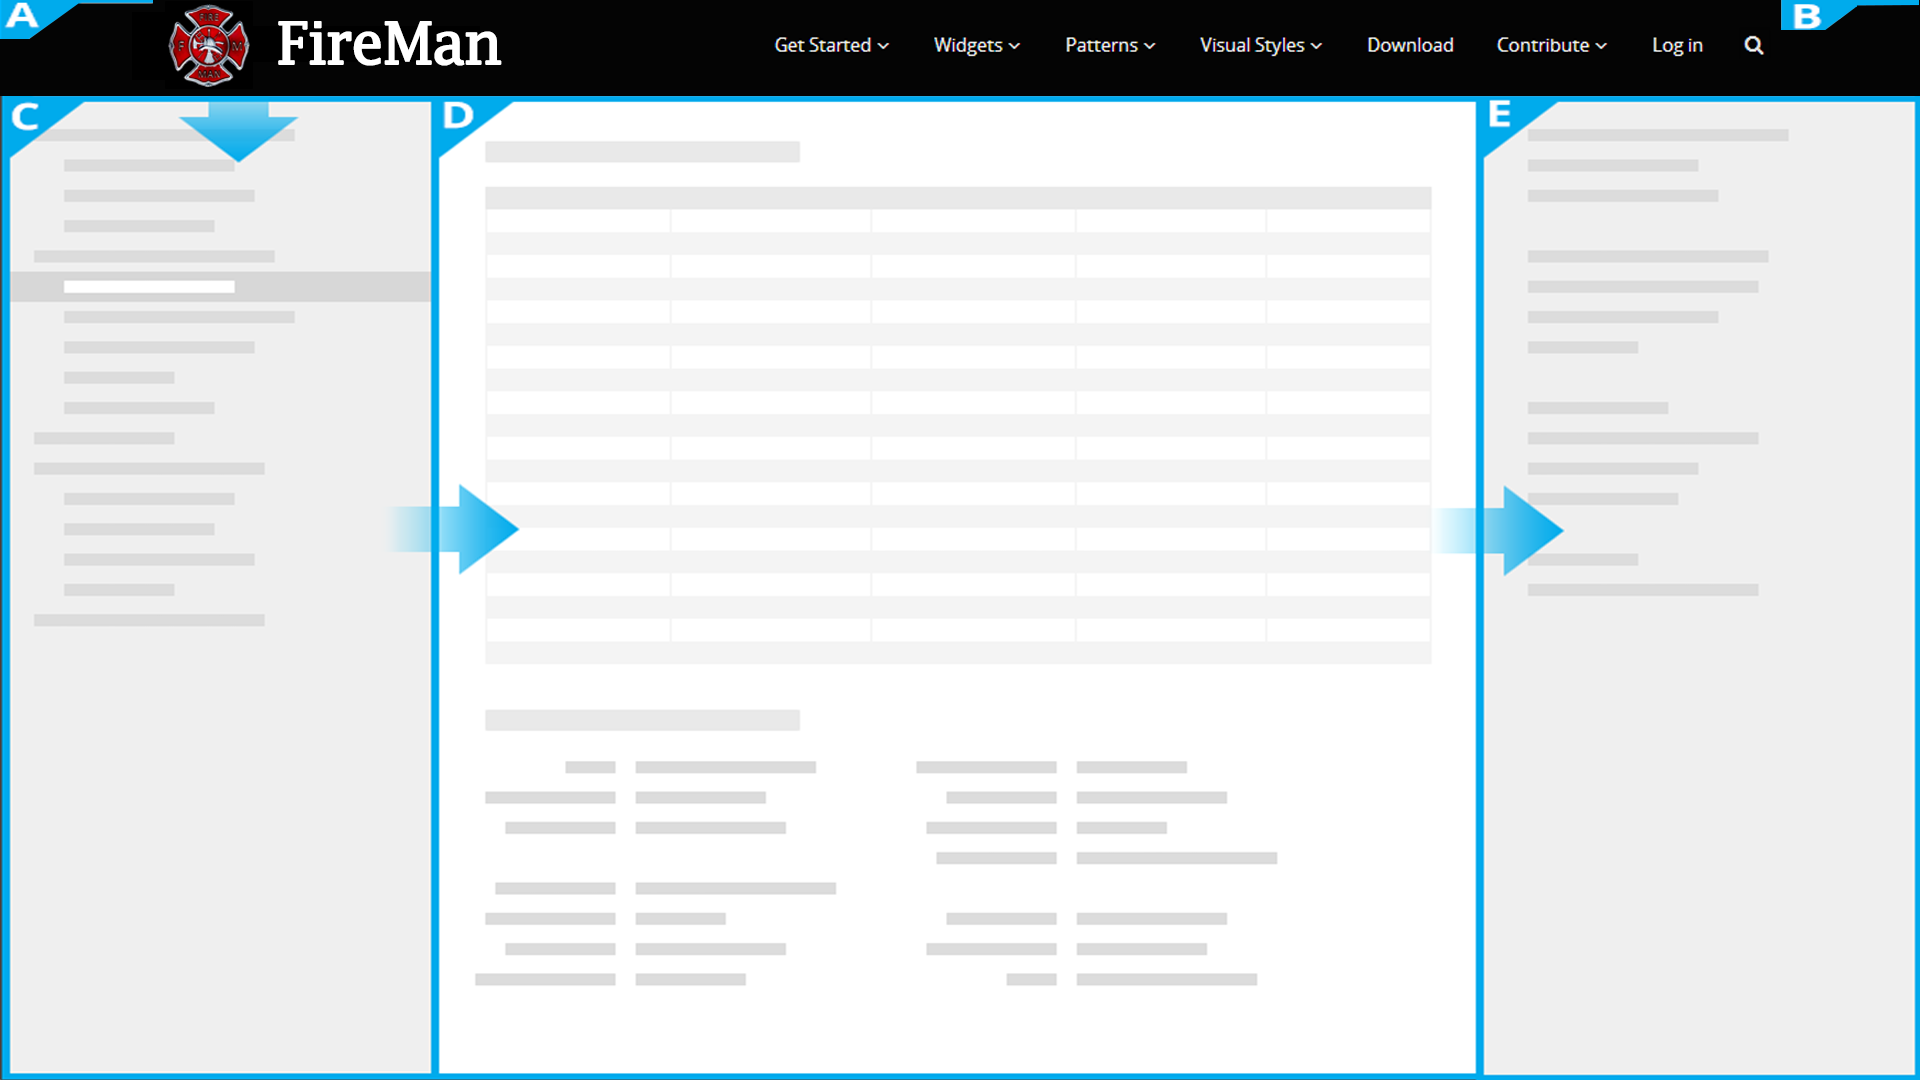 A
FIRE
F M
MAN
FireMan
Get Started Widgets Patterns Visual Styles Download Contribute Log in
B
C
D
E